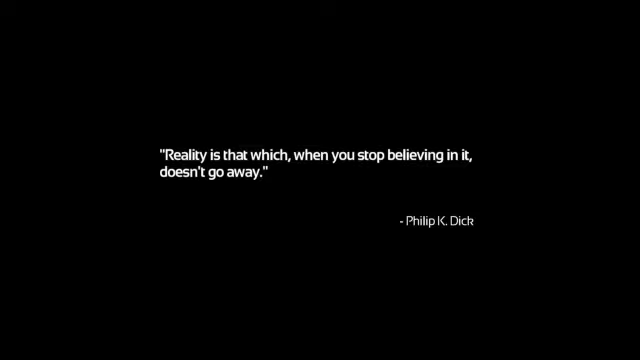 "Reality is that which, when you stop believing in it,
doesn't go away."
- Philip K. Dick